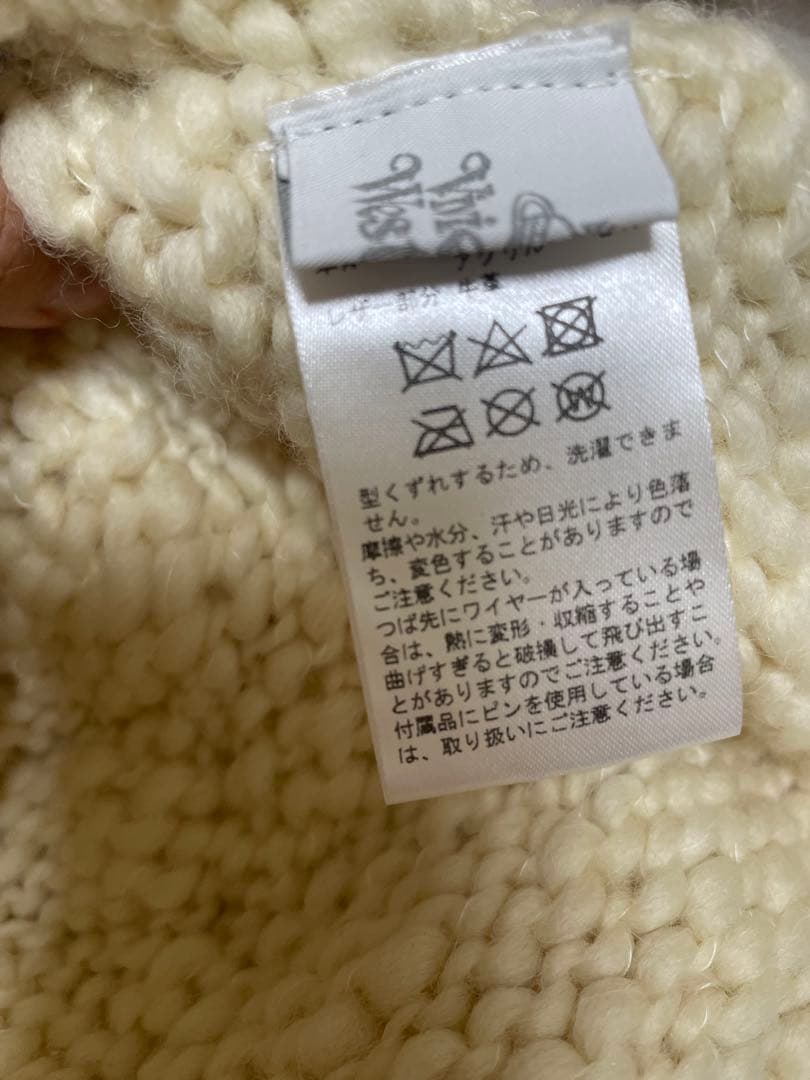 Vivie
Wes
アクリル
レザー部分 牛革
W
型くずれするため、洗濯できま
せん。
摩擦や水分、汗や日光により色落
ち、変色することがありますので
ご注意ください。
つば先にワイヤーが入っている場
合は、熱に変形・収縮することや
曲げすぎると破損して飛び出すこ
とがありますのでご注意ください。
付属品にピンを使用している場合
は、取り扱いにご注意ください。